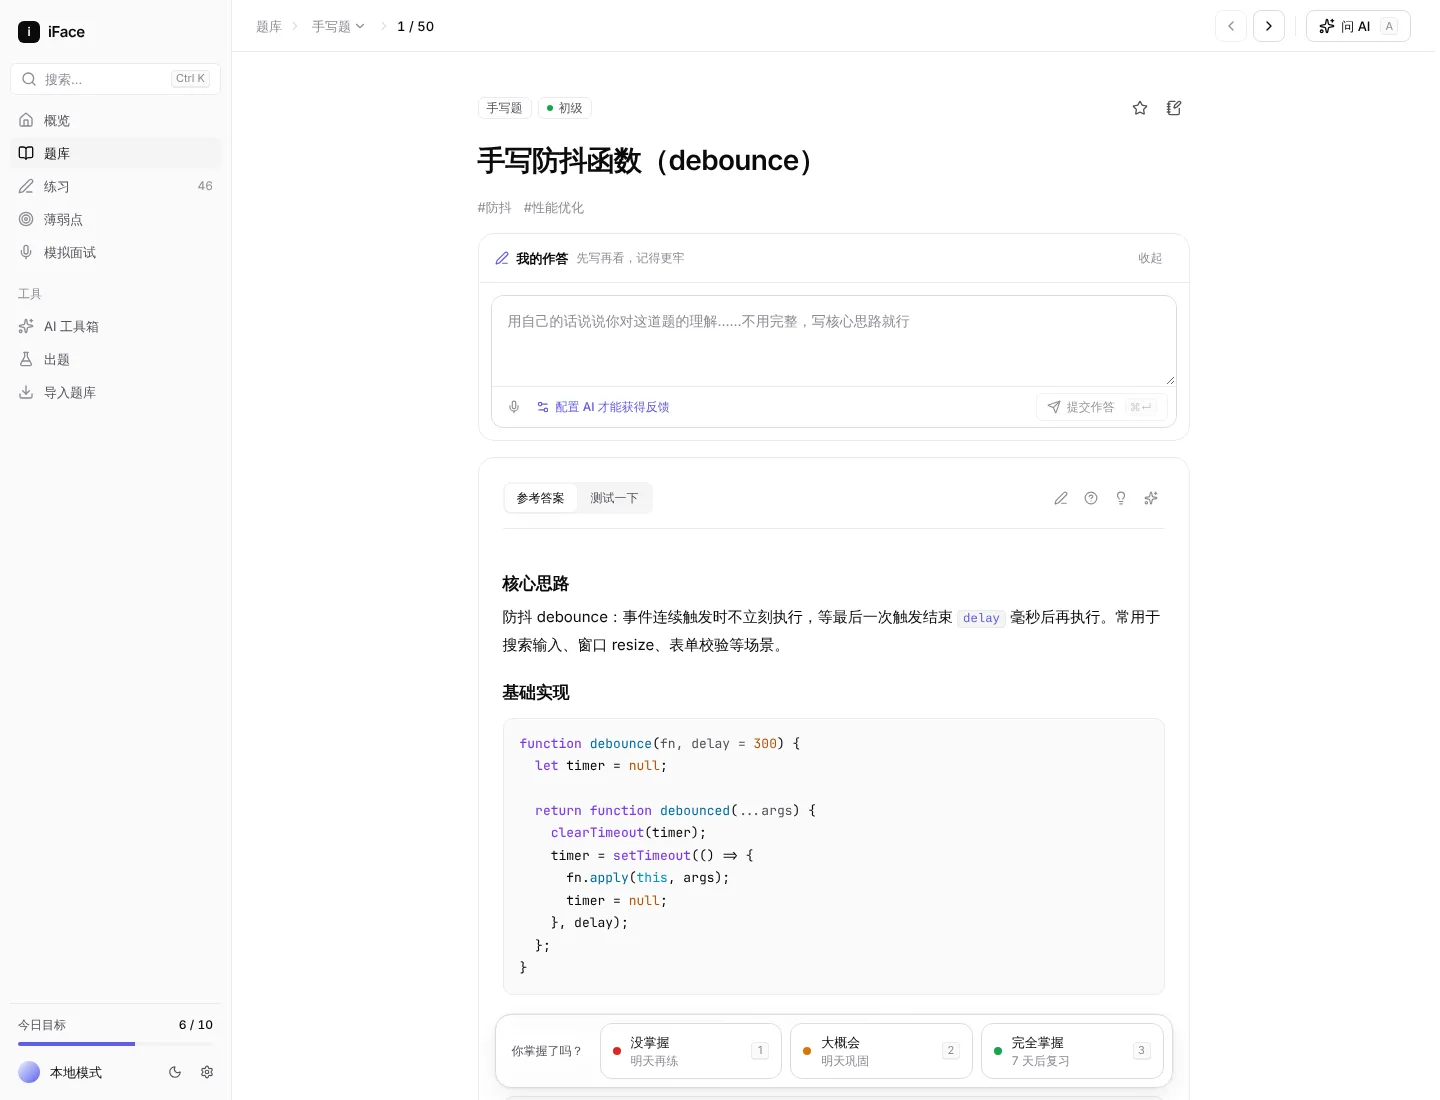 i iFace
搜索... Ctrl K
概览
题库
练习 46
薄弱点
模拟面试
工具
AI 工具箱
出题
导入题库
今日目标 6 / 10
本地模式
题库 手写题 1 / 50
问 AI A
手写题 初级
手写防抖函数（debounce）
#防抖 #性能优化
我的作答 先写再看，记得更牢 收起
用自己的话说说你对这道题的理解......不用完整，写核心思路就行
配置 AI 才能获得反馈 提交作答 ⌘↵
参考答案 测试一下
核心思路
防抖 debounce：事件连续触发时不立刻执行，等最后一次触发结束 delay 毫秒后再执行。常用于
搜索输入、窗口 resize、表单校验等场景。
基础实现
function debounce(fn, delay = 300) {
let timer = null;
return function debounced(...args) {
clearTimeout(timer);
timer = setTimeout(() => {
fn.apply(this, args);
timer = null;
}, delay);
};
}
你掌握了吗？
没掌握 1
明天再练
大概会 2
明天巩固
完全掌握 3
7 天后复习